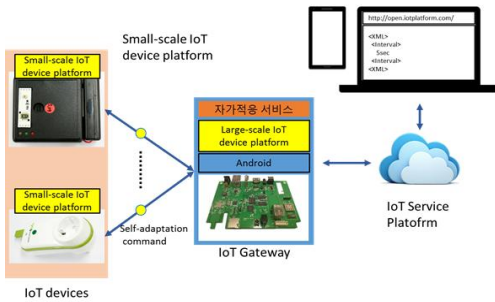 Small-scale IoT
device platform
Small-scale IoT
device platform
Small-scale IoT
device platform
Self-adaptation
command
IoT devices
자가적응 서비스
Large-scale IoT
device platform
Android
IoT Gateway
http://open.iotplatform.com/
<XML>
<Interval>
5sec
<Interval>
<XML>
IoT Service
Platofrm